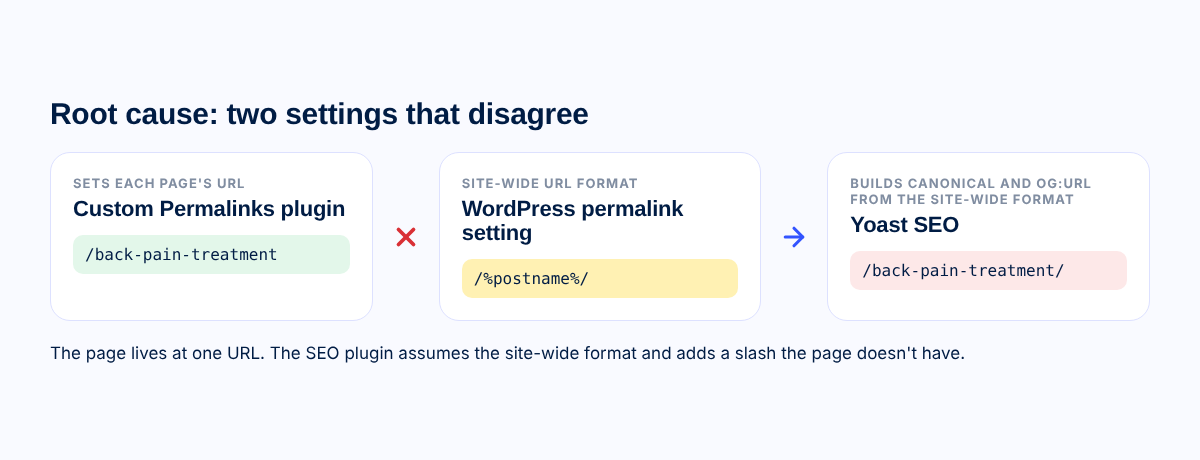 Root cause: two settings that disagree
SETS EACH PAGE'S URL
Custom Permalinks plugin
/back-pain-treatment
SITE-WIDE URL FORMAT
WordPress permalink
setting
/%postname%/
BUILDS CANONICAL AND OG:URL
FROM THE SITE-WIDE FORMAT
Yoast SEO
/back-pain-treatment/
The page lives at one URL. The SEO plugin assumes the site-wide format and adds a slash the page doesn't have.